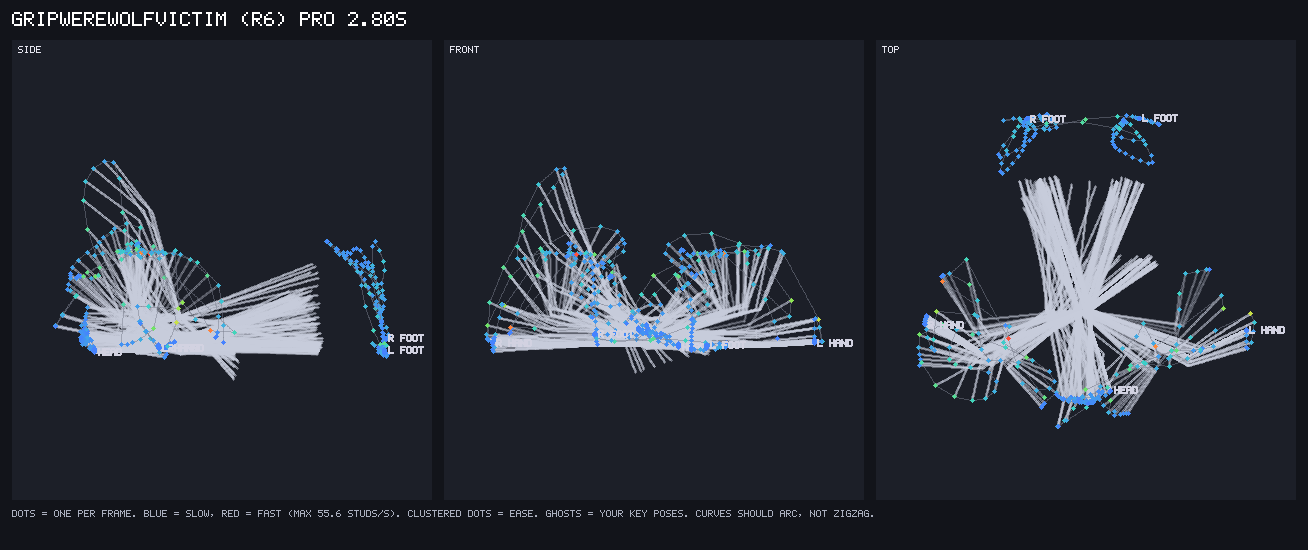 GRIPWEREWOLFVICTIM (R6) PRO 2.80S
SIDE
FRONT
TOP
R FOOT
L FOOT
L HAND
R FOOT
L FOOT
HAND
L HAND
HEAD
DOTS = ONE PER FRAME. BLUE = SLOW, RED = FAST (MAX 55.6 STUDS/S). CLUSTERED DOTS = EASE. GHOSTS = YOUR KEY POSES. CURVES SHOULD ARC, NOT ZIGZAG.